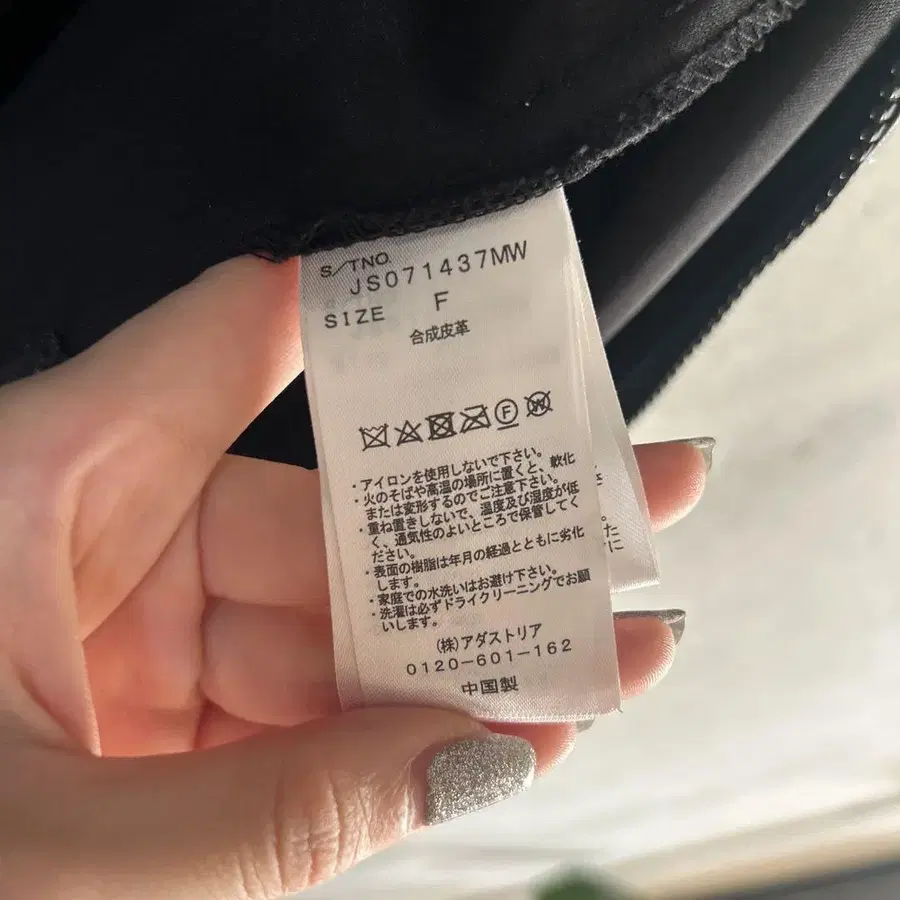 S/TNO.
JS071437MW
SIZE F
合成皮革
F W
・アイロンを使用しないで下さい。
・火のそばや高温の場所に置くと、軟化
または変形するのでご注意下さい。
・重ね置きしないで、温度及び湿度が低
く、通気性のよいところで保管してく
ださい。
・表面の樹脂は年月の経過とともに劣化
します。
・家庭での水洗いはお避け下さい。
・洗濯は必ずドライクリーニングでお願
いします。
(株)アダストリア
0120-601-162
中国製
た
に